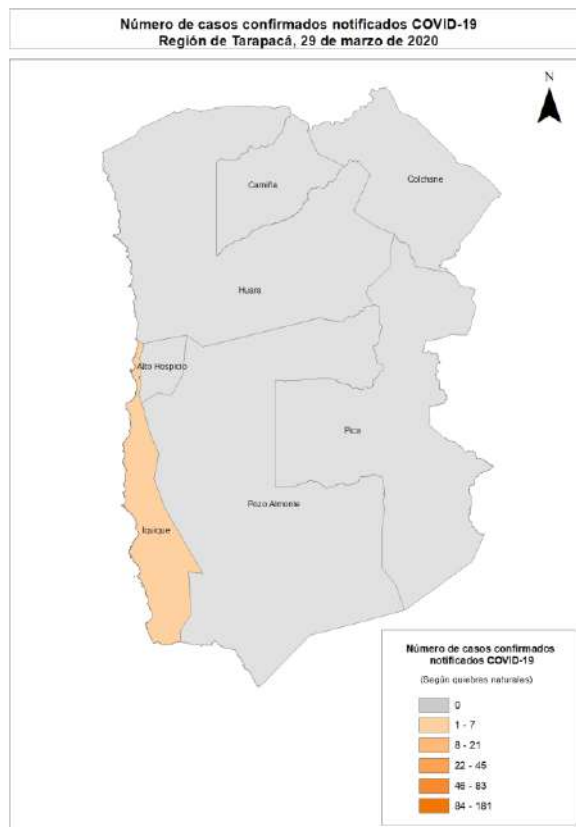 Número de casos confirmados notificados COVID-19
Región de Tarapacá, 29 de marzo de 2020
N
Camiña
Colchane
Huara
Alto Hospicio
Pica
Pozo Almonte
Iquique
Número de casos confirmados
notificados COVID-19
(Según quiebres naturales)
0
1 - 7
8 - 21
22 - 45
46 - 83
84 - 181